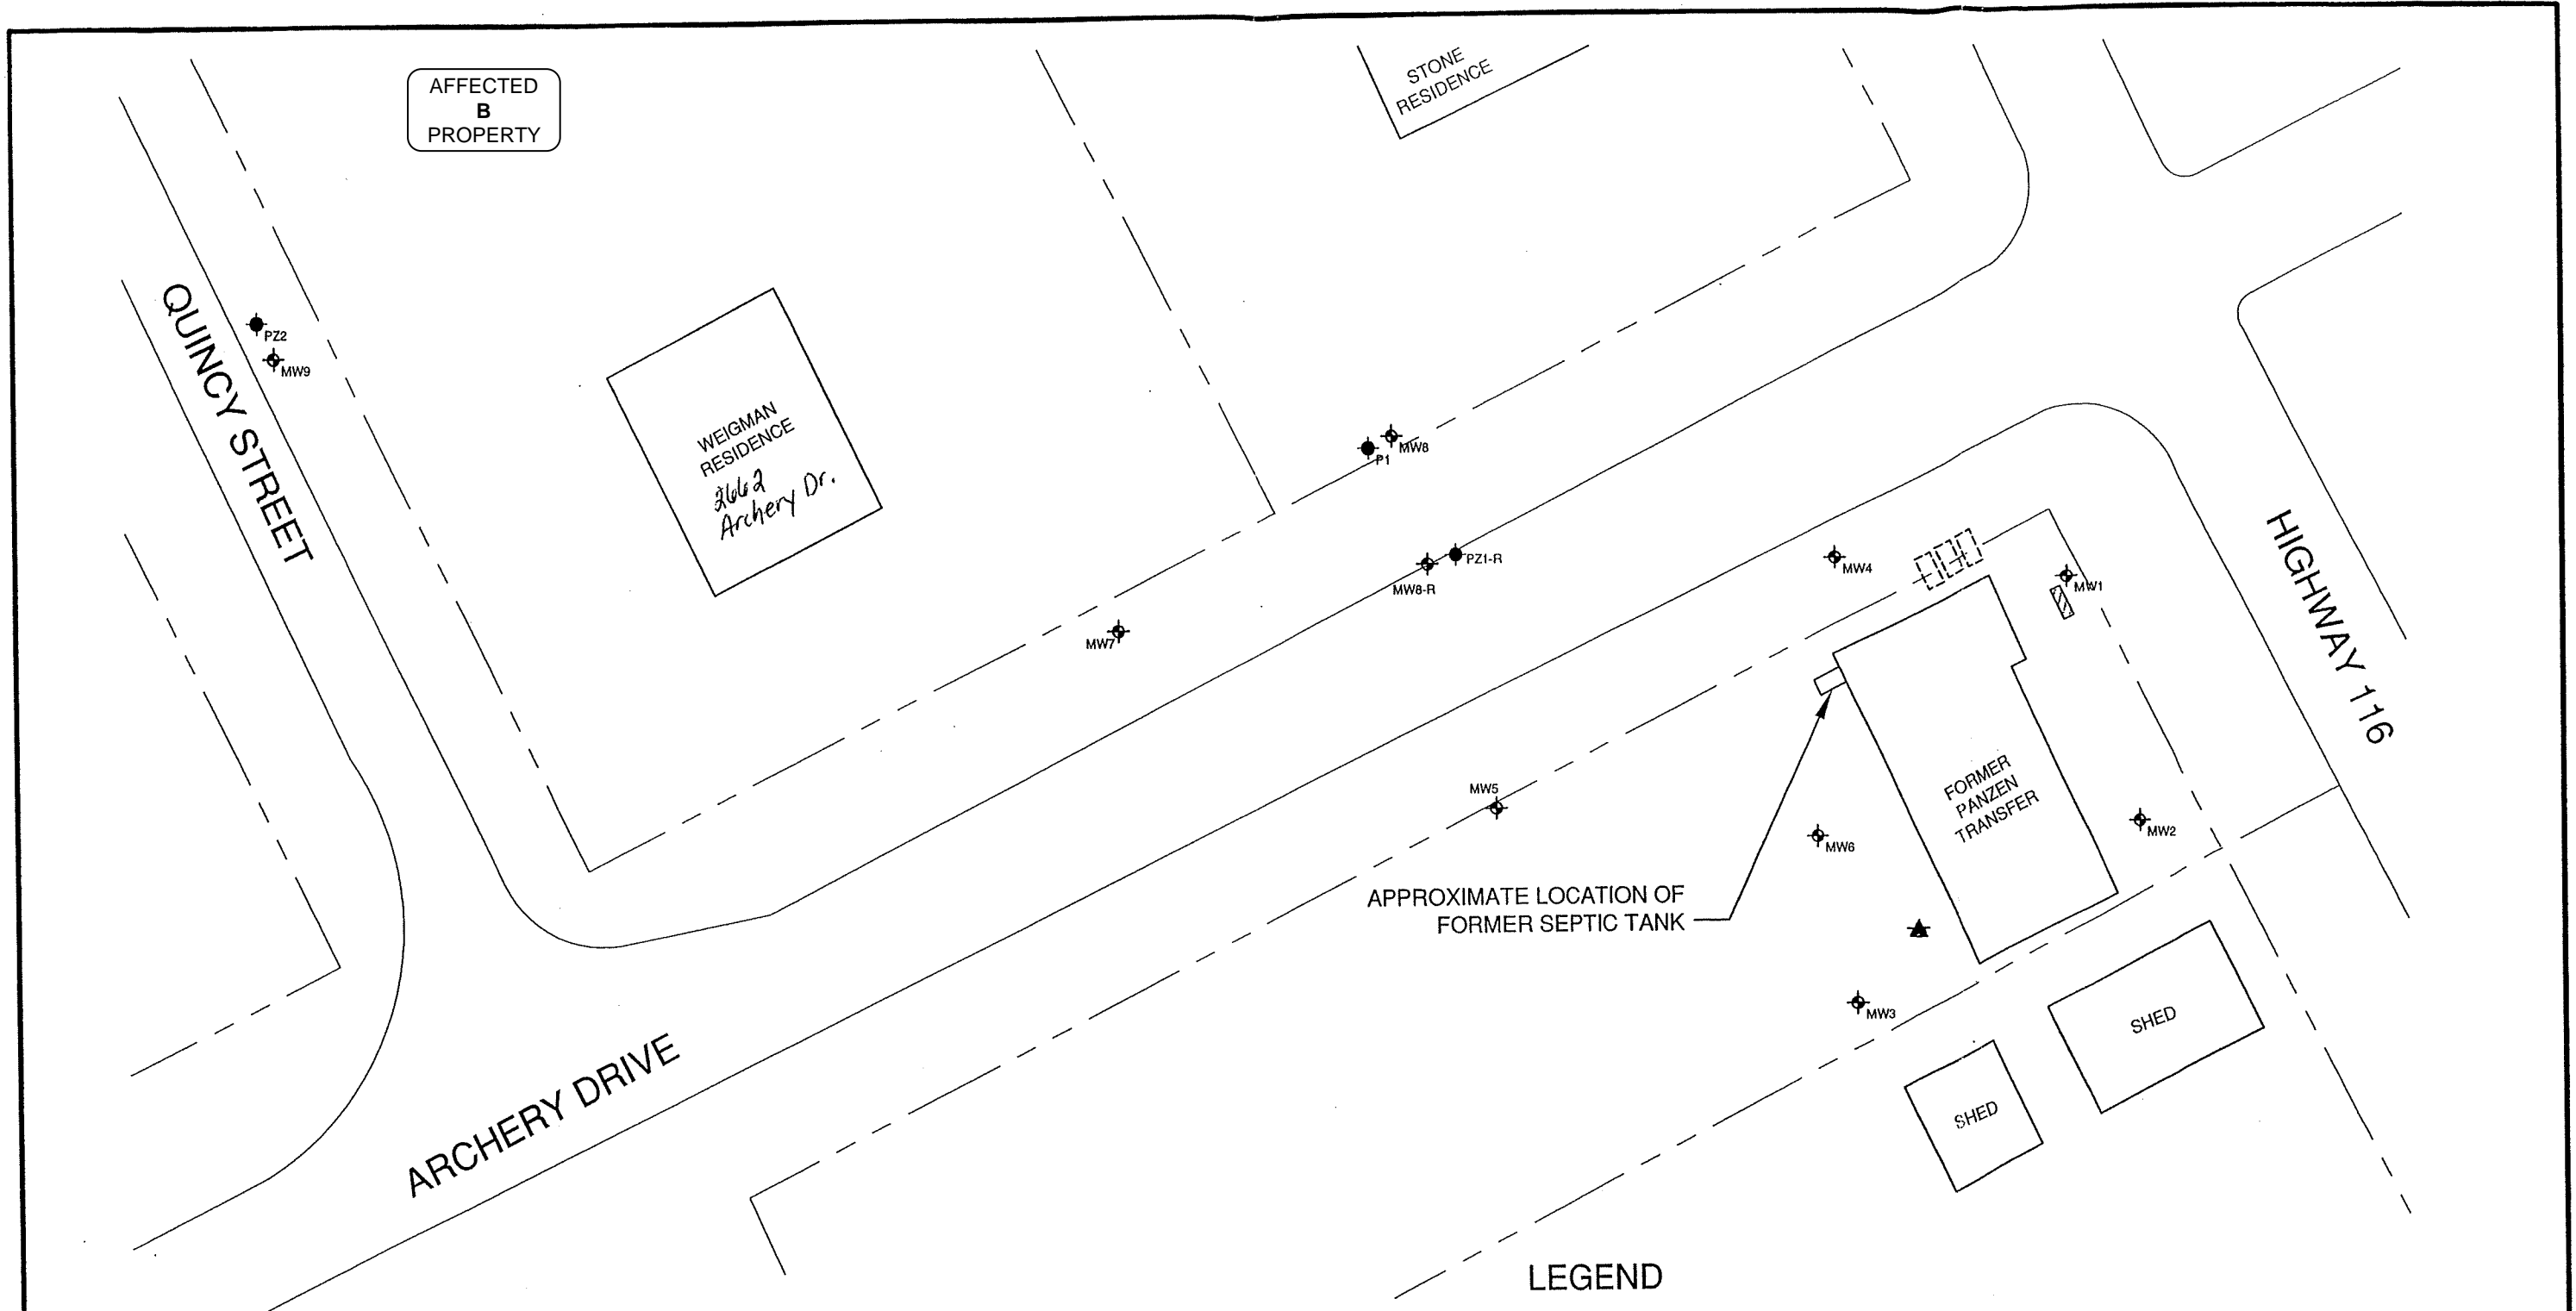 AFFECTED
B
PROPERTY
STONE
RESIDENCE
QUINCY STREET
PZ2
MW9
WEIGMAN
RESIDENCE
2662
Archery Dr.
MW8
P1
PZ1-R
MW8-R
MW7
MW4
MW1
HIGHWAY 116
MW5
MW6
FORMER
PANZEN
TRANSFER
MW2
APPROXIMATE LOCATION OF
FORMER SEPTIC TANK
MW3
SHED
SHED
ARCHERY DRIVE
LEGEND